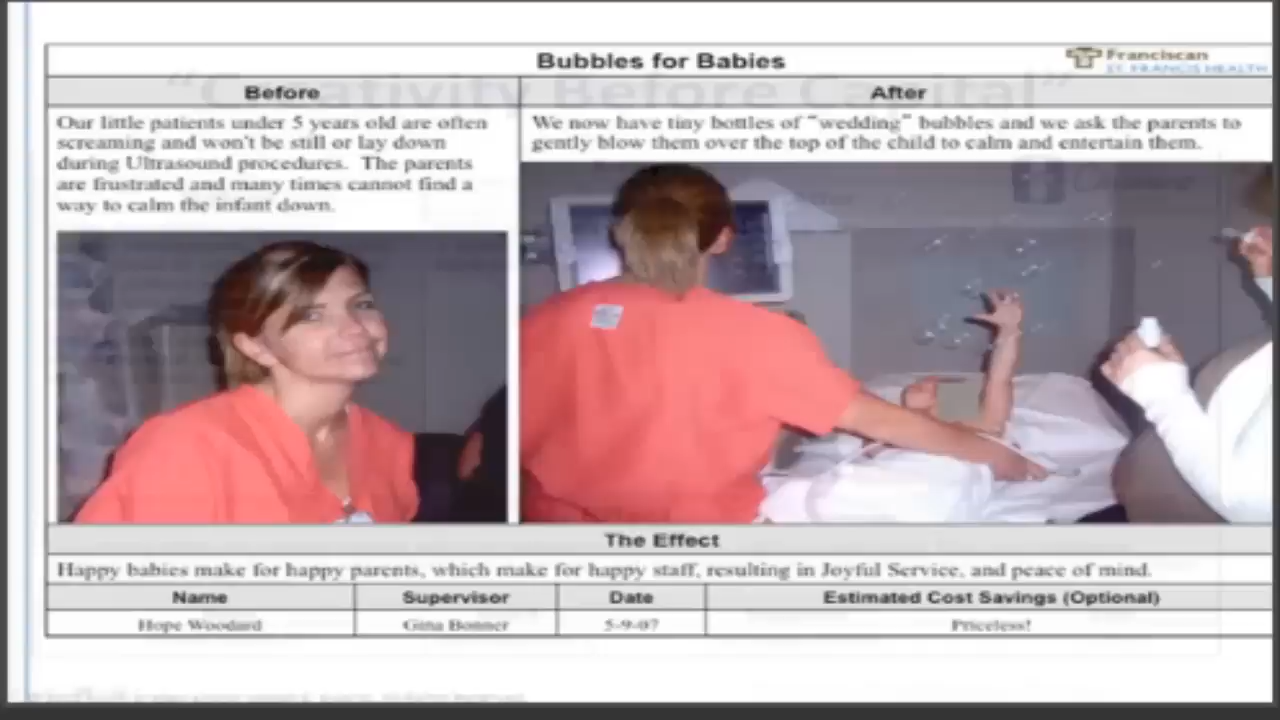 Bubbles for Babies
Franciscan
ST. FRANCIS HEALTH
"Creativity Before Capital"
Before
After
Our little patients under 5 years old are often
screaming and won't be still or lay down
during Ultrasound procedures. The parents
are frustrated and many times cannot find a
way to calm the infant down.
We now have tiny bottles of "wedding" bubbles and we ask the parents to
gently blow them over the top of the child to calm and entertain them.
The Effect
Happy babies make for happy parents, which make for happy staff, resulting in Joyful Service, and peace of mind.
Name
Supervisor
Date
Estimated Cost Savings (Optional)
Hope Woodard
Gina Bonner
5-9-07
Priceless!